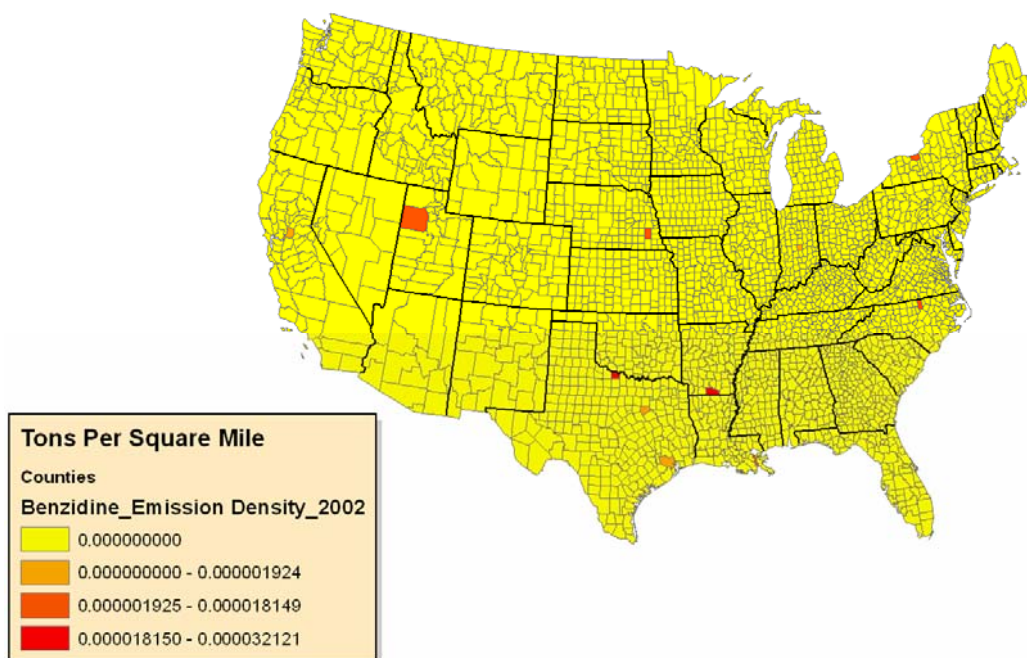 Tons Per Square Mile
Counties
Benzidine_Emission Density_2002
0.000000000
0.000000000 - 0.000001924
0.000001925 - 0.000018149
0.000018150 - 0.000032121